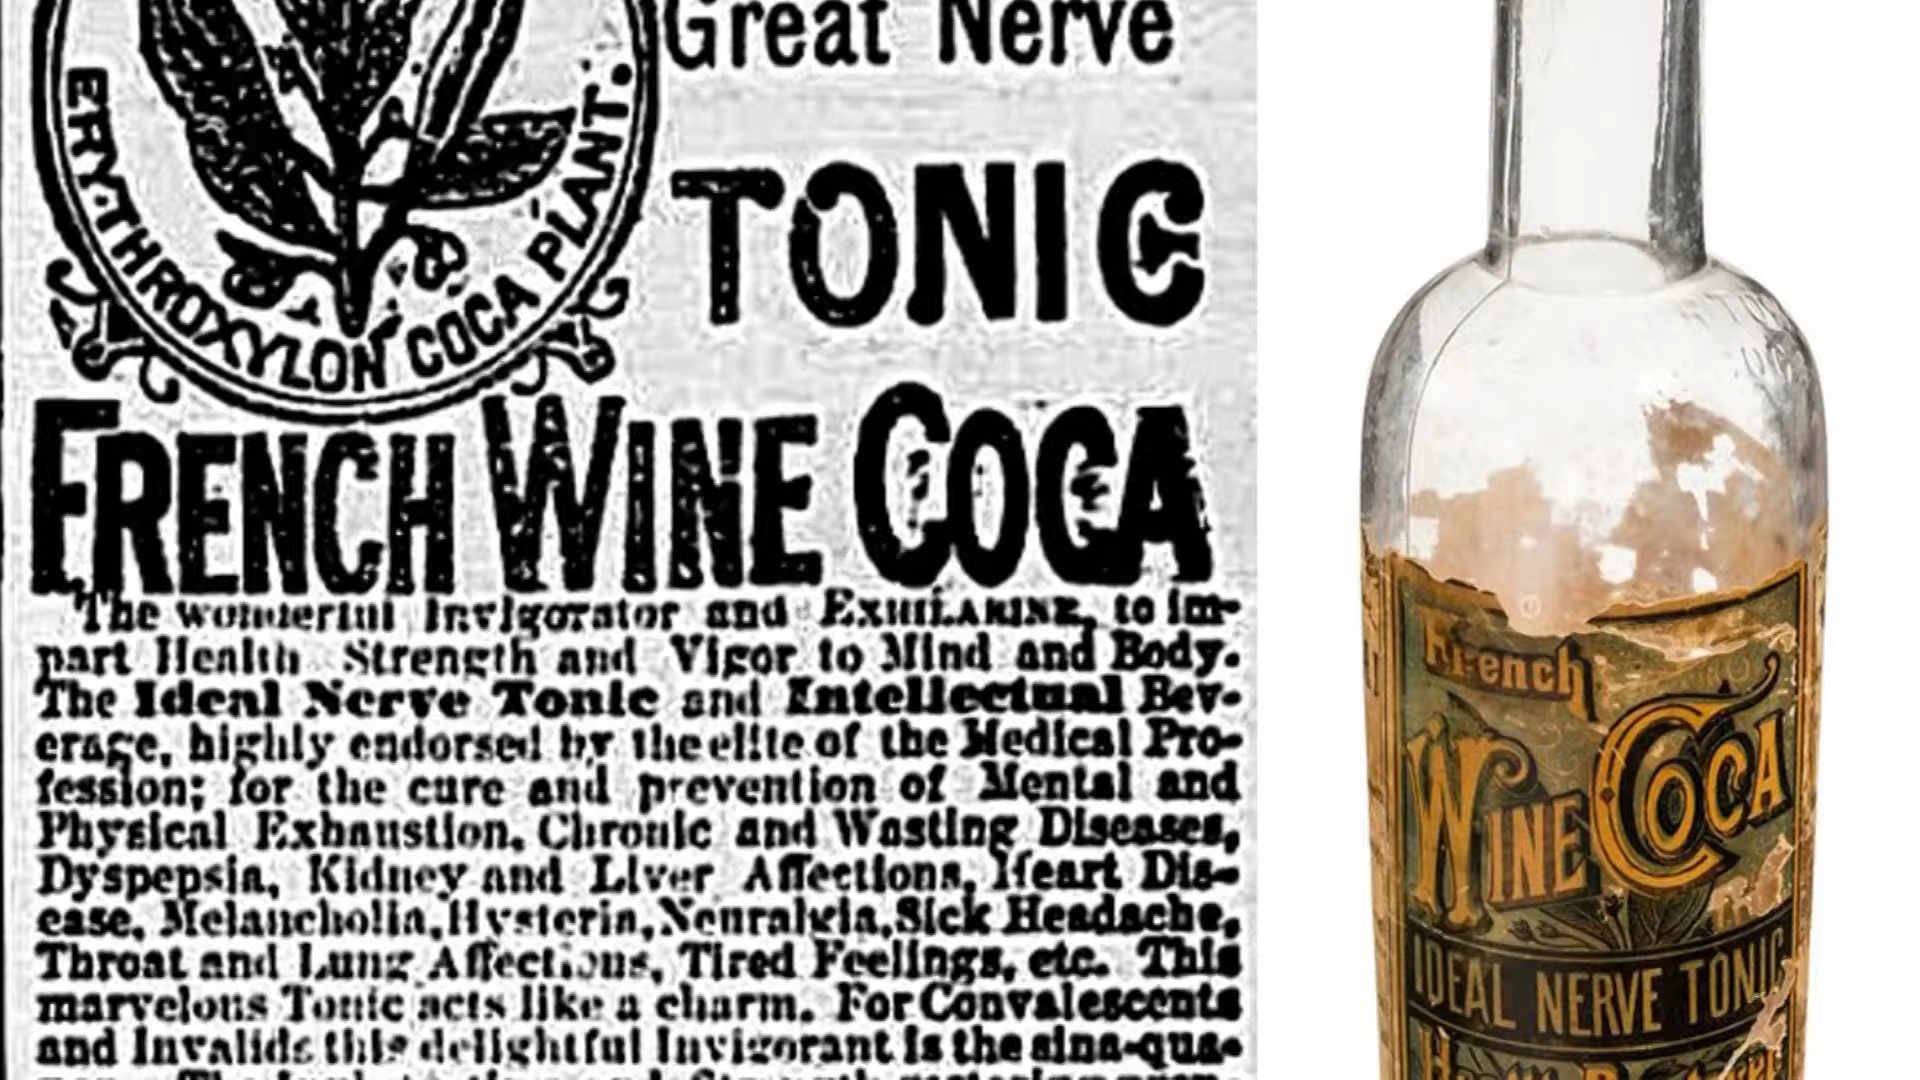 Great Nerve
TONIC
ERYTHROXYLON COCA PLANT.
FRENCH WINE COCA
The wonderful Invigorator and EXHILARINE, to im-
part Health Strength and Vigor to Mind and Body.
The Ideal Nerve Tonic and Intellectual Bev-
erage, highly endorsed by the elite of the Medical Pro-
fession; for the cure and prevention of Mental and
Physical Exhaustion, Chronic and Wasting Diseases,
Dyspepsia, Kidney and Liver Affections, Heart Dis-
ease, Melancholia, Hysteria, Neuralgia, Sick Headache,
Throat and Lung Affections, Tired Feelings, etc. This
marvelous Tonic acts like a charm. For Convalescents
and Invalids this delightful Invigorant is the sina-qua-
French
WINE COCA
IDEAL NERVE TONIC